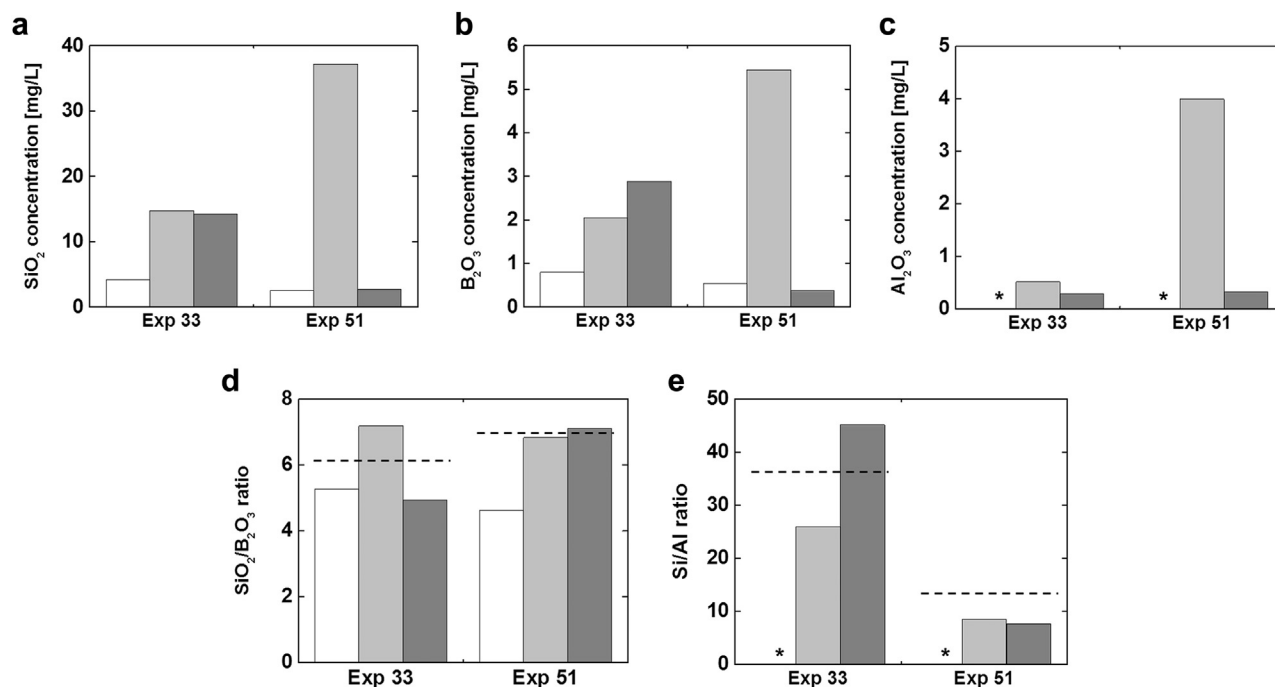 a
SiO₂ concentration [mg/L]
40
30
20
10
0
Exp 33 Exp 51
b
B₂O₃ concentration [mg/L]
6
5
4
3
2
1
0
Exp 33 Exp 51
c
Al₂O₃ concentration [mg/L]
5
4
3
2
1
0
* *
Exp 33 Exp 51
d
SiO₂/B₂O₃ ratio
8
6
4
2
0
Exp 33 Exp 51
e
Si/Al ratio
50
40
30
20
10
0
* *
Exp 33 Exp 51